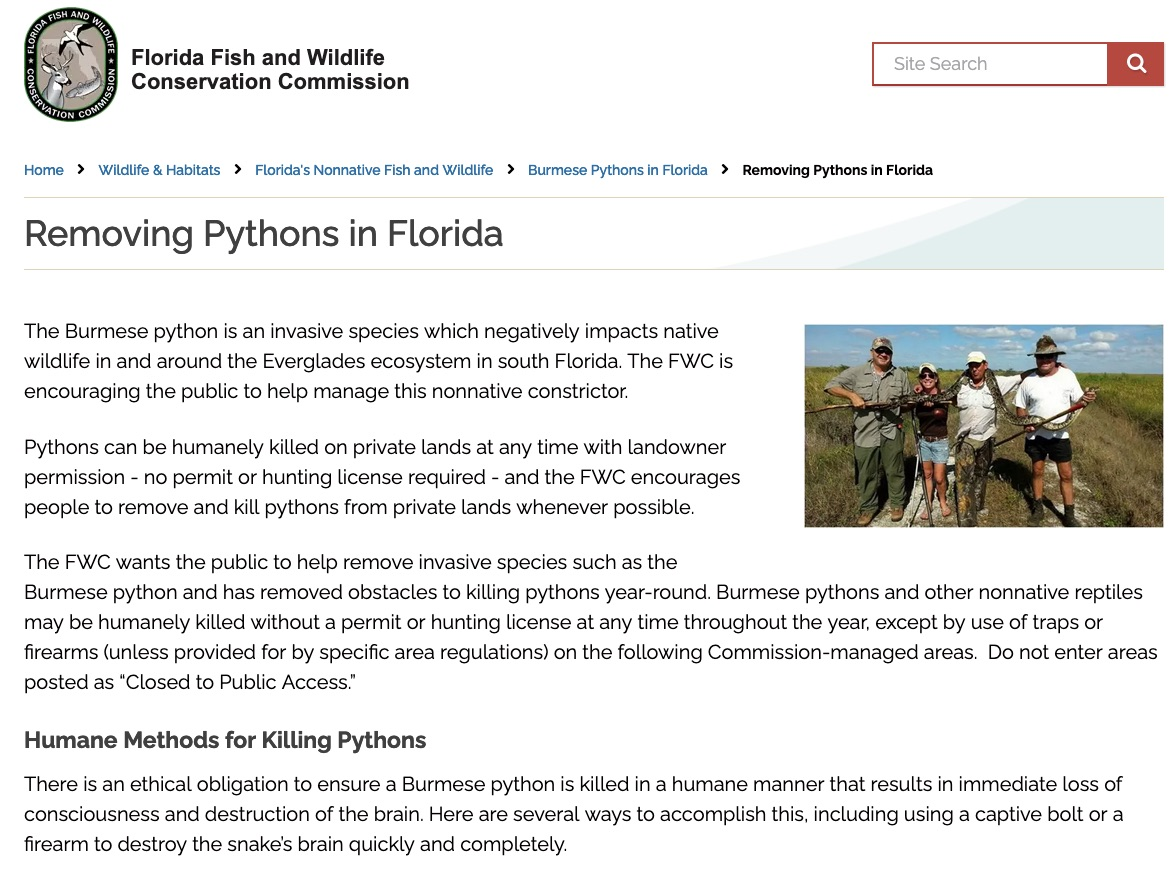 FLORIDA FISH AND WILDLIFE
CONSERVATION COMMISSION
Florida Fish and Wildlife
Conservation Commission
Site Search
Home > Wildlife & Habitats > Florida's Nonnative Fish and Wildlife > Burmese Pythons in Florida > Removing Pythons in Florida
Removing Pythons in Florida
The Burmese python is an invasive species which negatively impacts native
wildlife in and around the Everglades ecosystem in south Florida. The FWC is
encouraging the public to help manage this nonnative constrictor.
Pythons can be humanely killed on private lands at any time with landowner
permission - no permit or hunting license required - and the FWC encourages
people to remove and kill pythons from private lands whenever possible.
The FWC wants the public to help remove invasive species such as the
Burmese python and has removed obstacles to killing pythons year-round. Burmese pythons and other nonnative reptiles
may be humanely killed without a permit or hunting license at any time throughout the year, except by use of traps or
firearms (unless provided for by specific area regulations) on the following Commission-managed areas.  Do not enter areas
posted as “Closed to Public Access.”
Humane Methods for Killing Pythons
There is an ethical obligation to ensure a Burmese python is killed in a humane manner that results in immediate loss of
consciousness and destruction of the brain. Here are several ways to accomplish this, including using a captive bolt or a
firearm to destroy the snake’s brain quickly and completely.